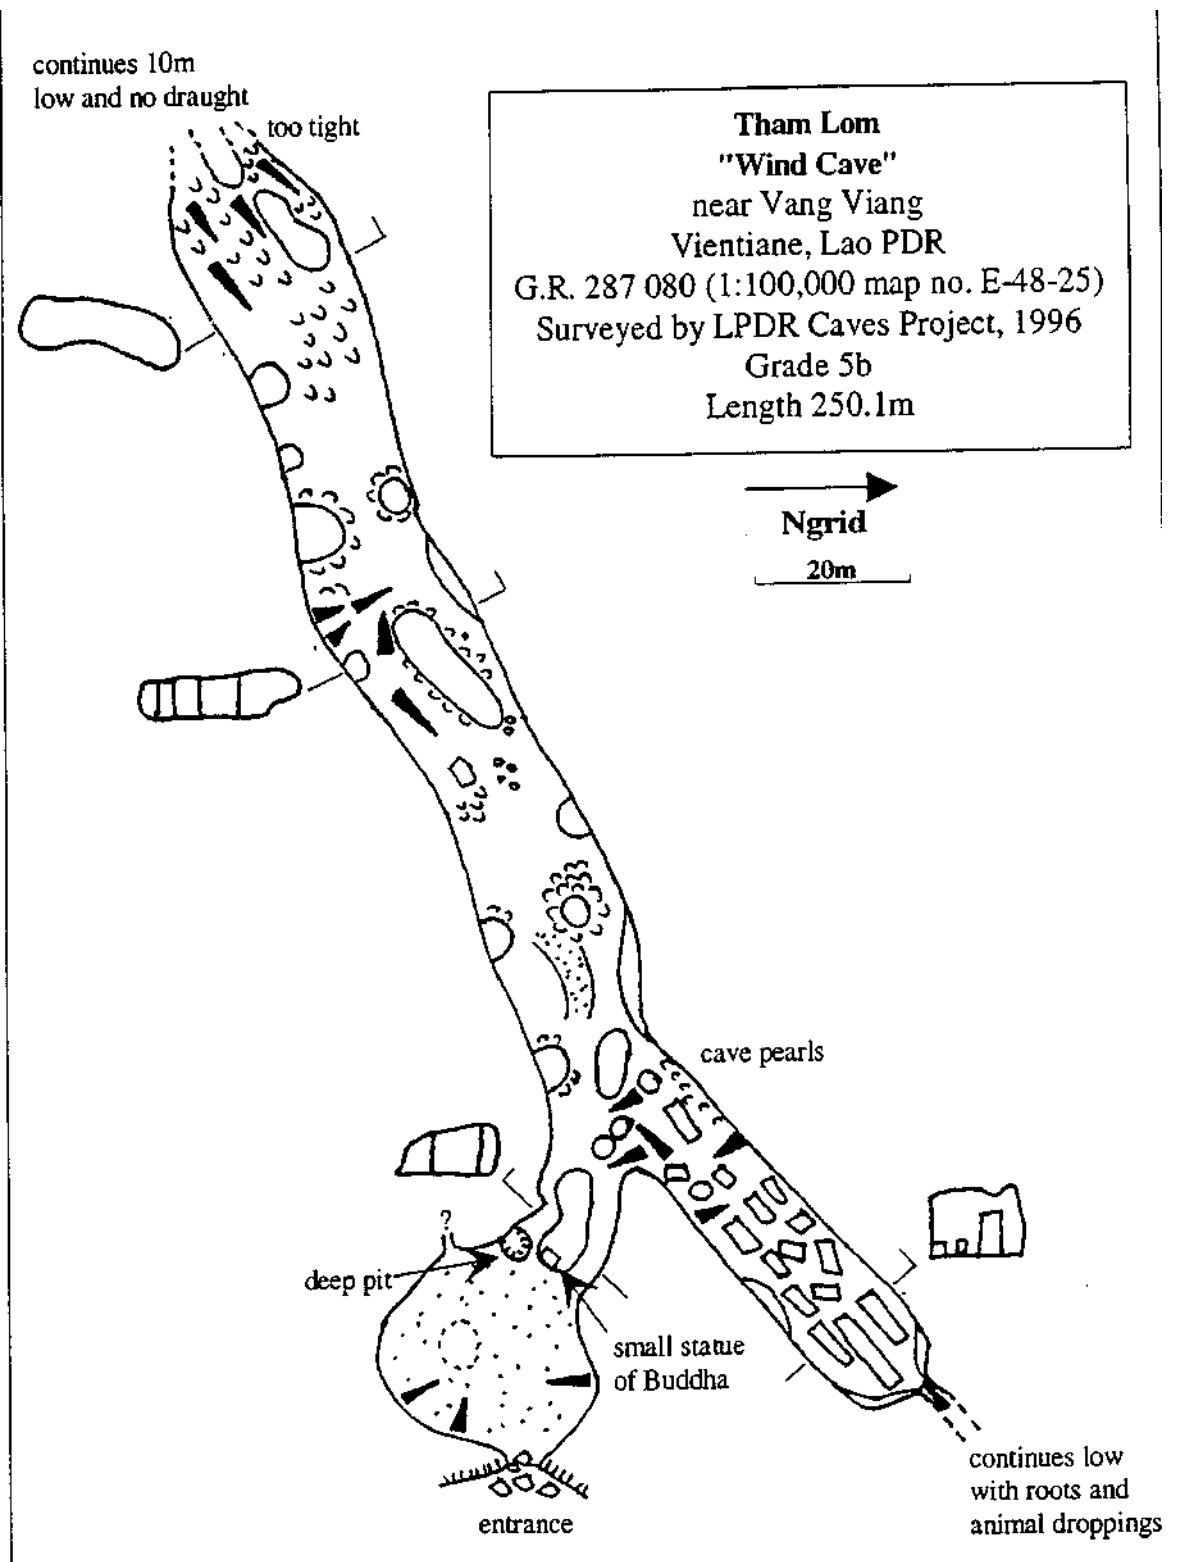 continues 10m
low and no draught
too tight
Tham Lom
"Wind Cave"
near Vang Viang
Vientiane, Lao PDR
G.R. 287 080 (1:100,000 map no. E-48-25)
Surveyed by LPDR Caves Project, 1996
Grade 5b
Length 250.1m
Ngrid
20m
cave pearls
?
deep pit
small statue
of Buddha
entrance
continues low
with roots and
animal droppings